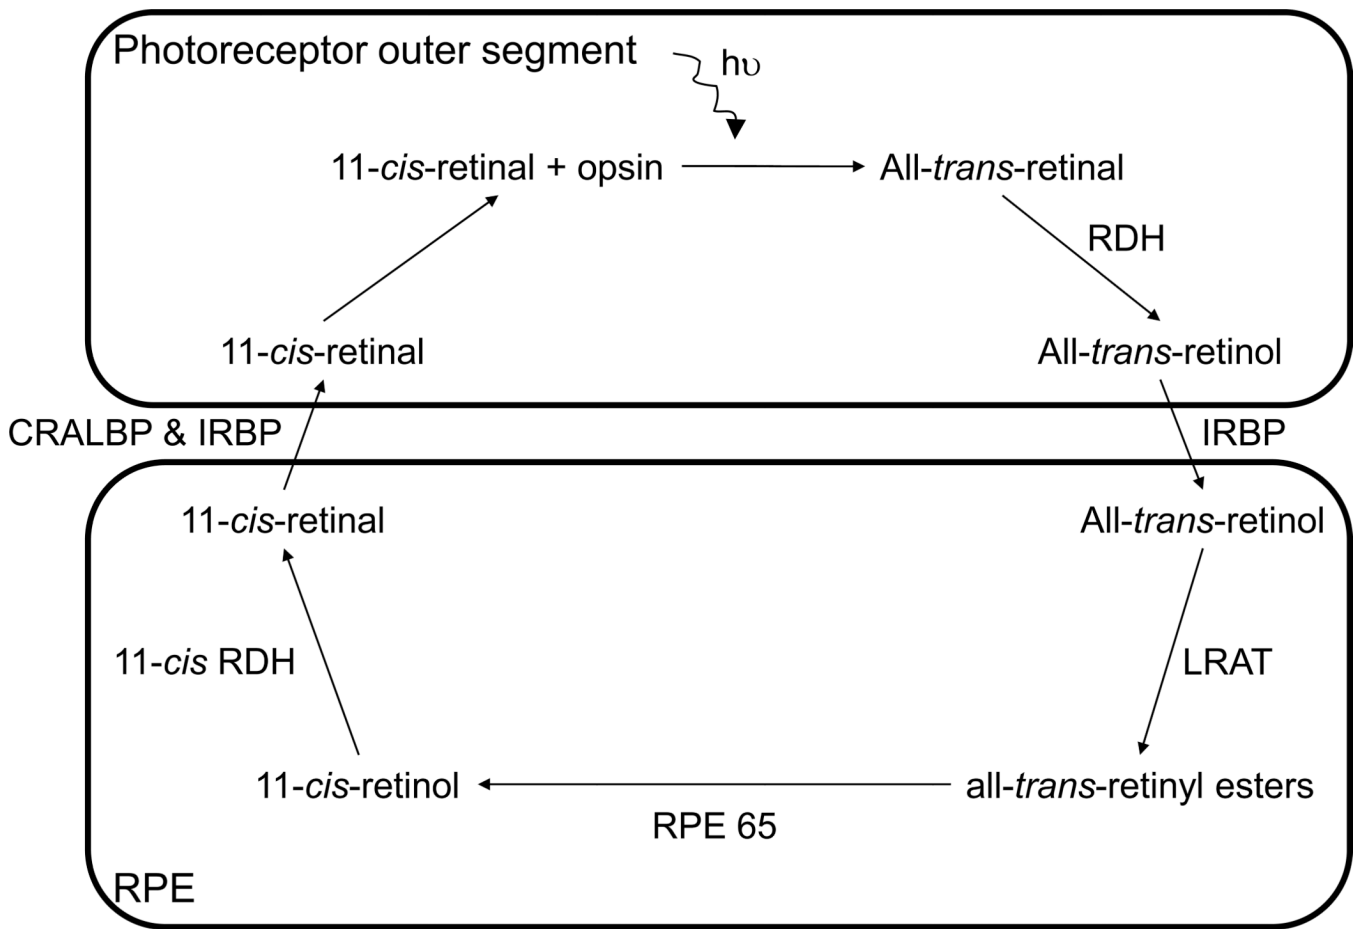 Photoreceptor outer segment
hυ
11-cis-retinal + opsin
All-trans-retinal
RDH
11-cis-retinal
All-trans-retinol
CRALBP & IRBP
IRBP
11-cis-retinal
All-trans-retinol
11-cis RDH
LRAT
11-cis-retinol
all-trans-retinyl esters
RPE 65
RPE